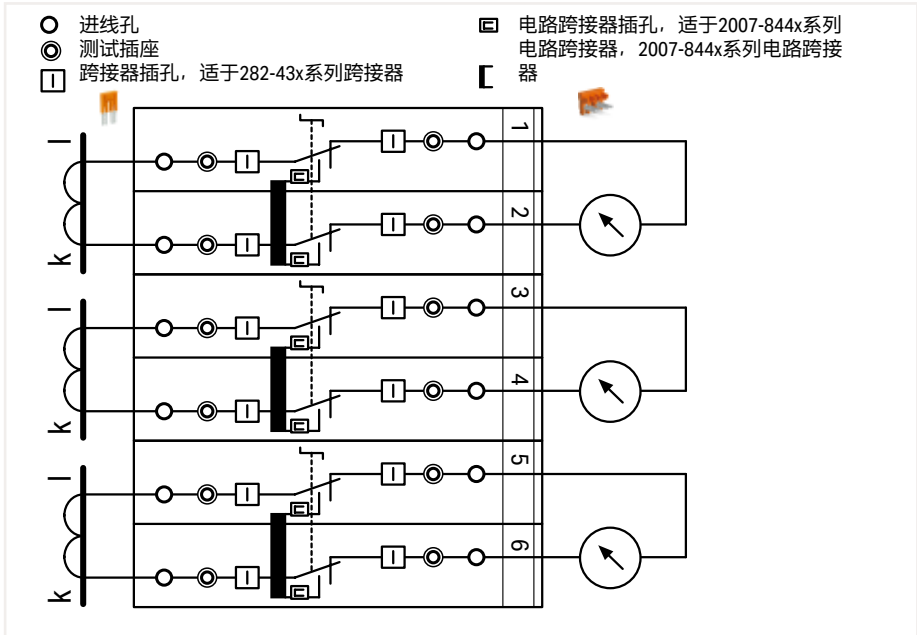 进线孔
测试插座
跨接器插孔，适于282-43x系列跨接器
电路跨接器插孔，适于2007-844x系列
电路跨接器，2007-844x系列电路跨接
器
l
1
k
2
l
3
k
4
l
5
k
6